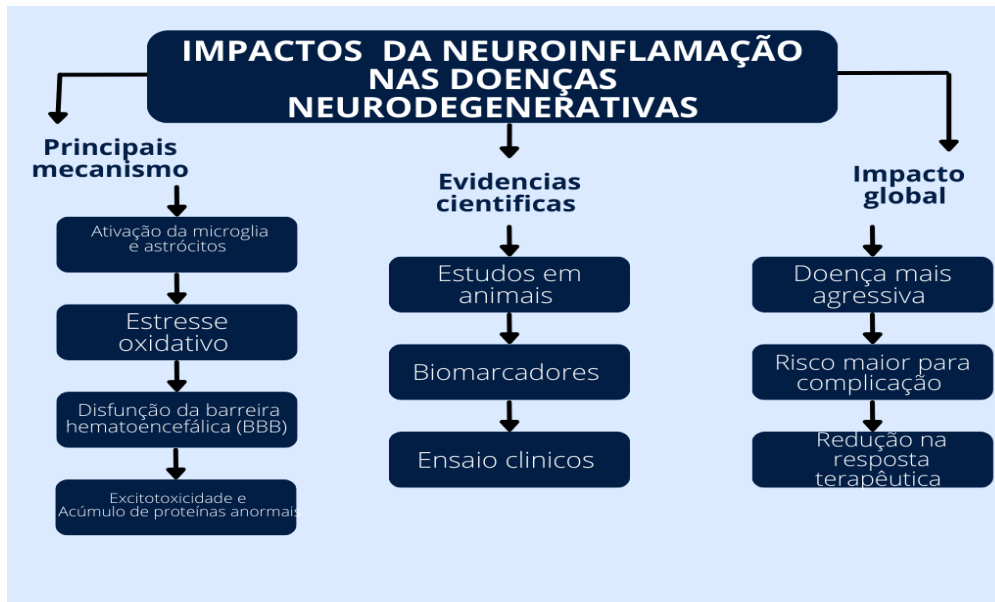 IMPACTOS DA NEUROINFLAMAÇÃO
NAS DOENÇAS
NEURODEGENERATIVAS
Principais
mecanismo
Ativação da microglia
e astrócitos
Estresse
oxidativo
Disfunção da barreira
hematoencefálica (BBB)
Excitotoxicidade e
Acúmulo de proteínas anormais
Evidencias
cientificas
Estudos em
animais
Biomarcadores
Ensaio clinicos
Impacto
global
Doença mais
agressiva
Risco maior para
complicação
Redução na
resposta
terapêutica